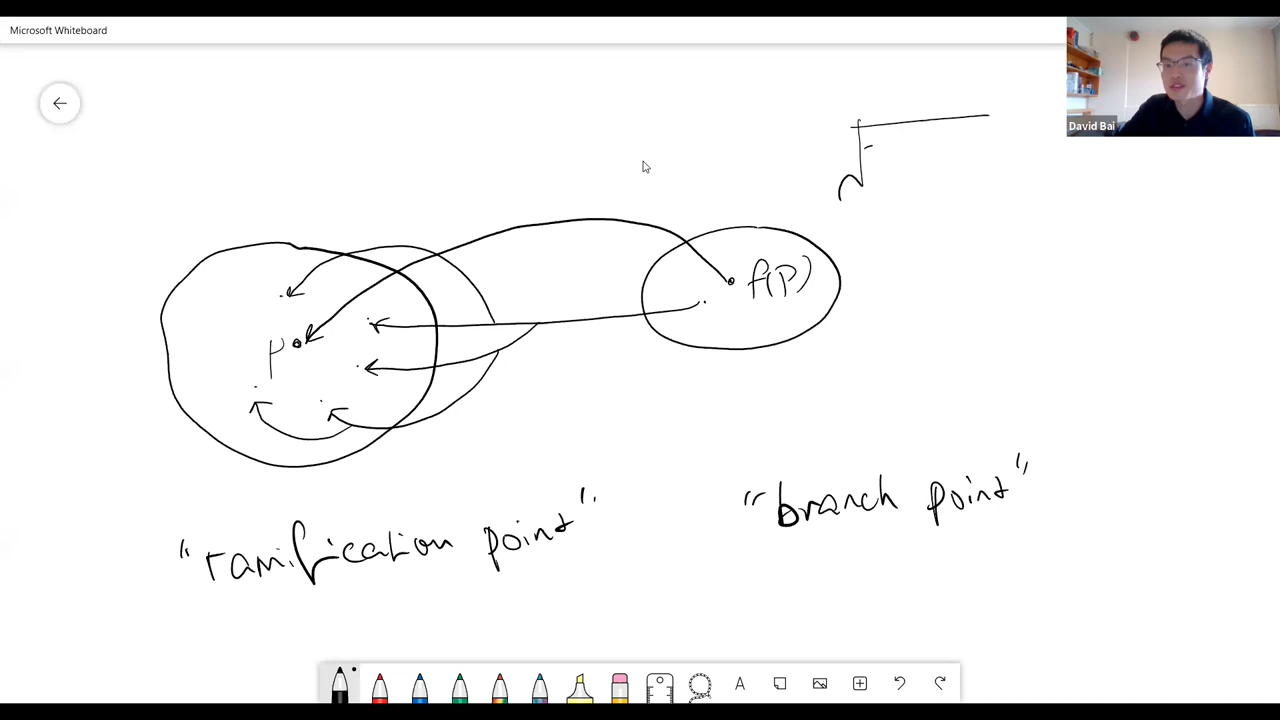 Microsoft Whiteboard
David Bai
f(P)
p
"ramification point"
"branch point"
A